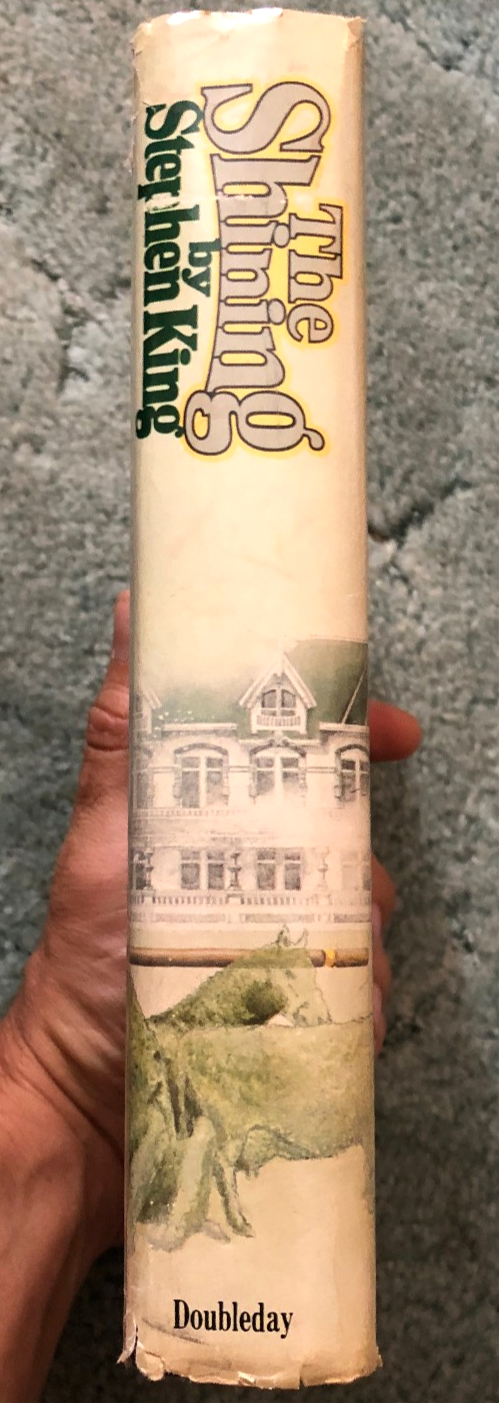 The
Shining
by
Stephen King
Doubleday